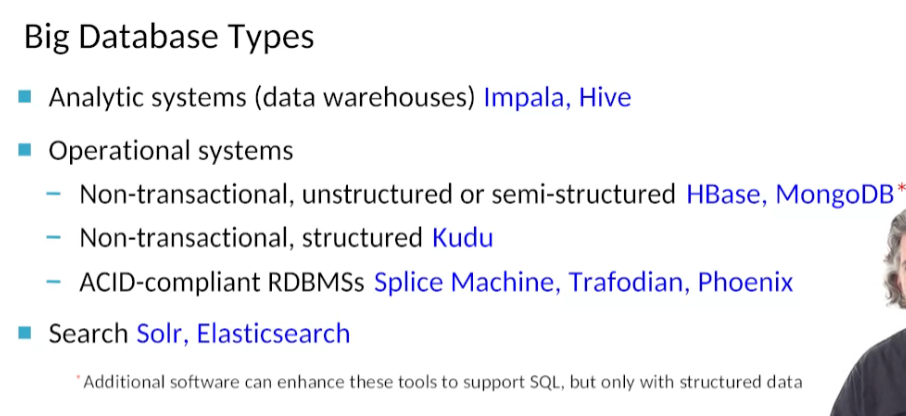 Big Database Types
Analytic systems (data warehouses) Impala, Hive
Operational systems
– Non-transactional, unstructured or semi-structured HBase, MongoDB*
– Non-transactional, structured Kudu
– ACID-compliant RDBMSs Splice Machine, Trafodian, Phoenix
Search Solr, Elasticsearch
*Additional software can enhance these tools to support SQL, but only with structured data